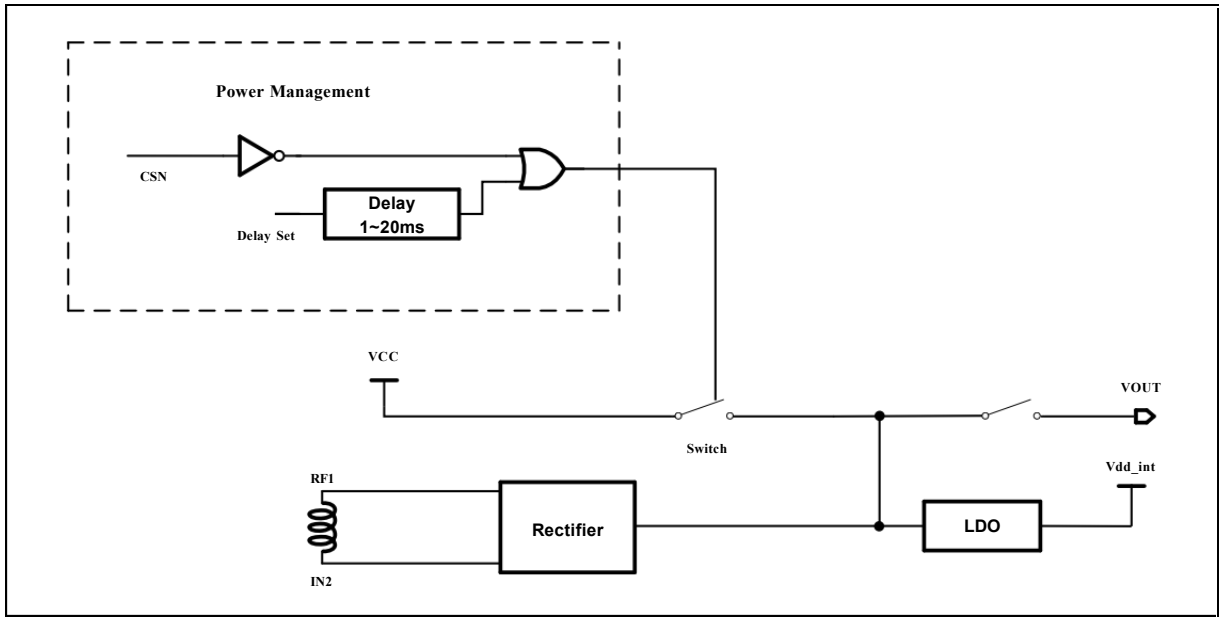 Power Management
CSN
Delay
1~20ms
Delay Set
VCC
VOUT
Switch
Vdd_int
RF1
Rectifier
LDO
IN2